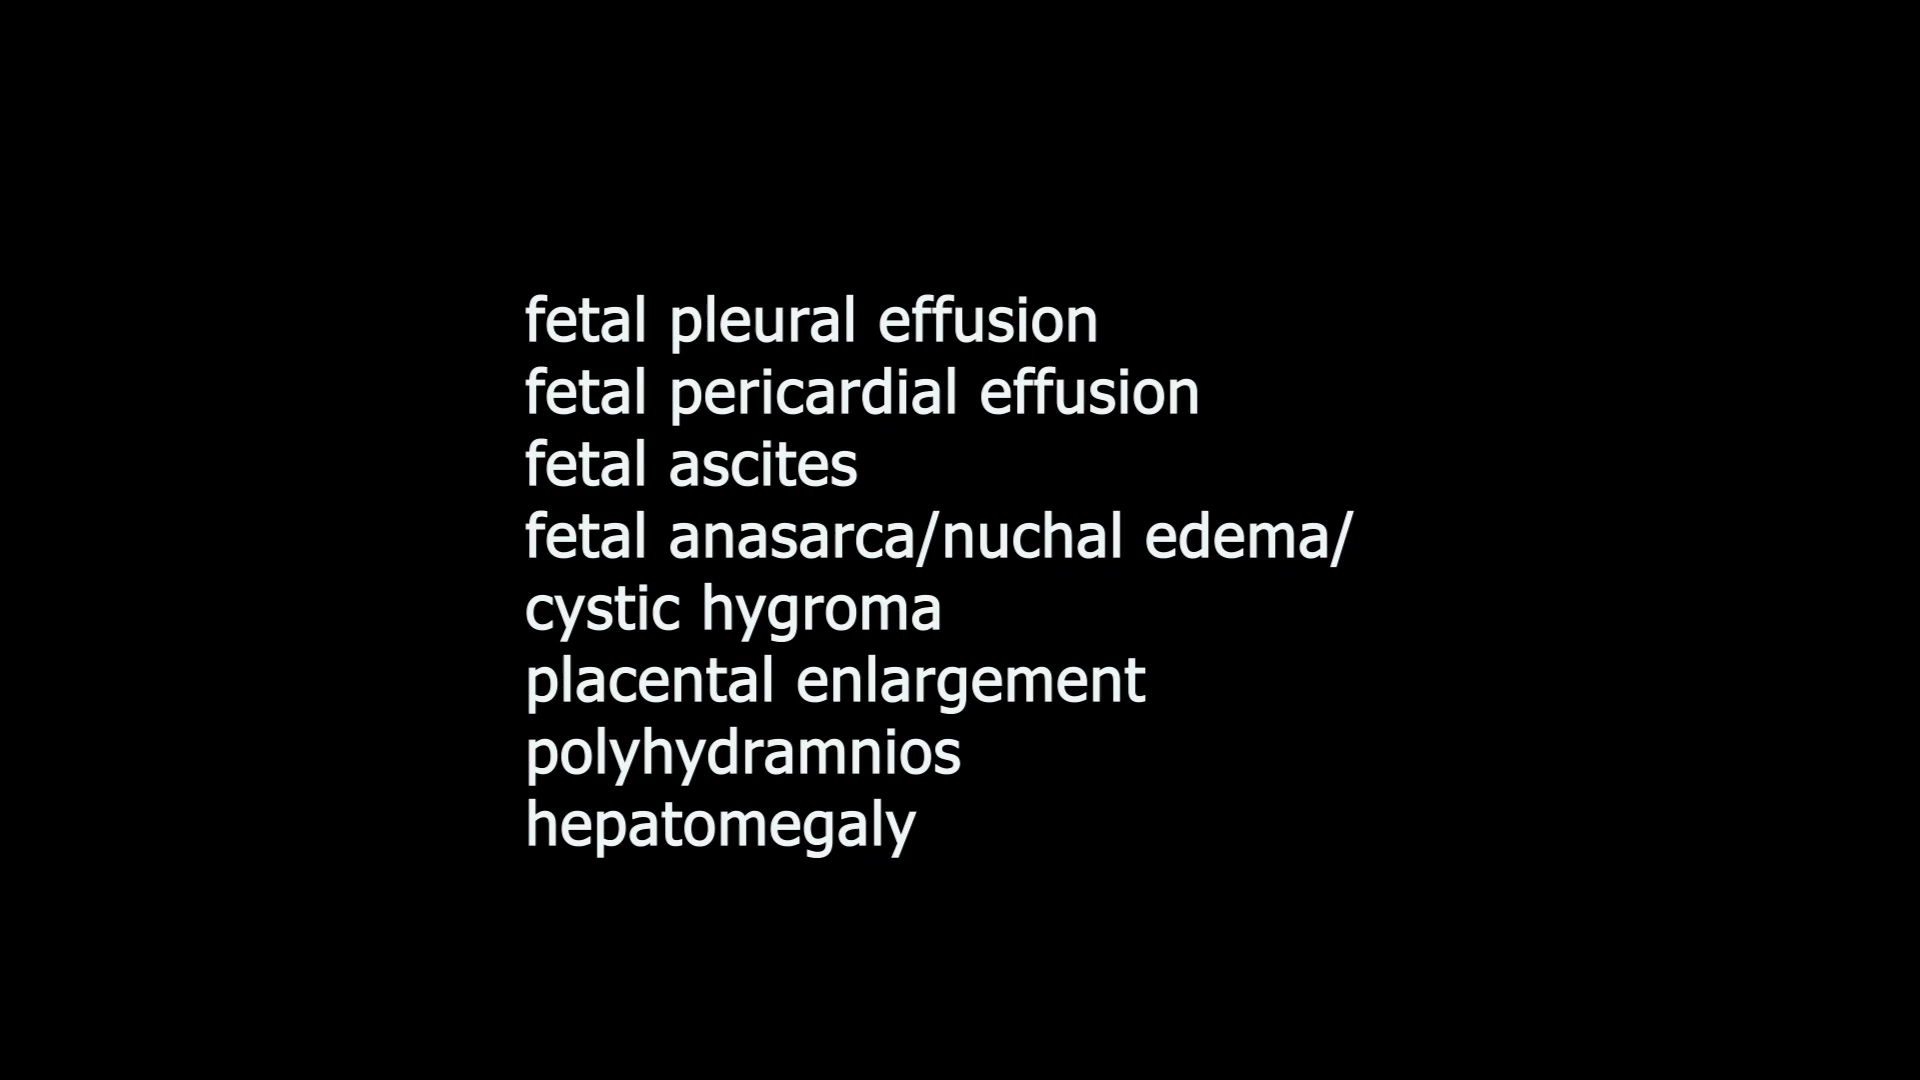 fetal pleural effusion
fetal pericardial effusion
fetal ascites
fetal anasarca/nuchal edema/
cystic hygroma
placental enlargement
polyhydramnios
hepatomegaly